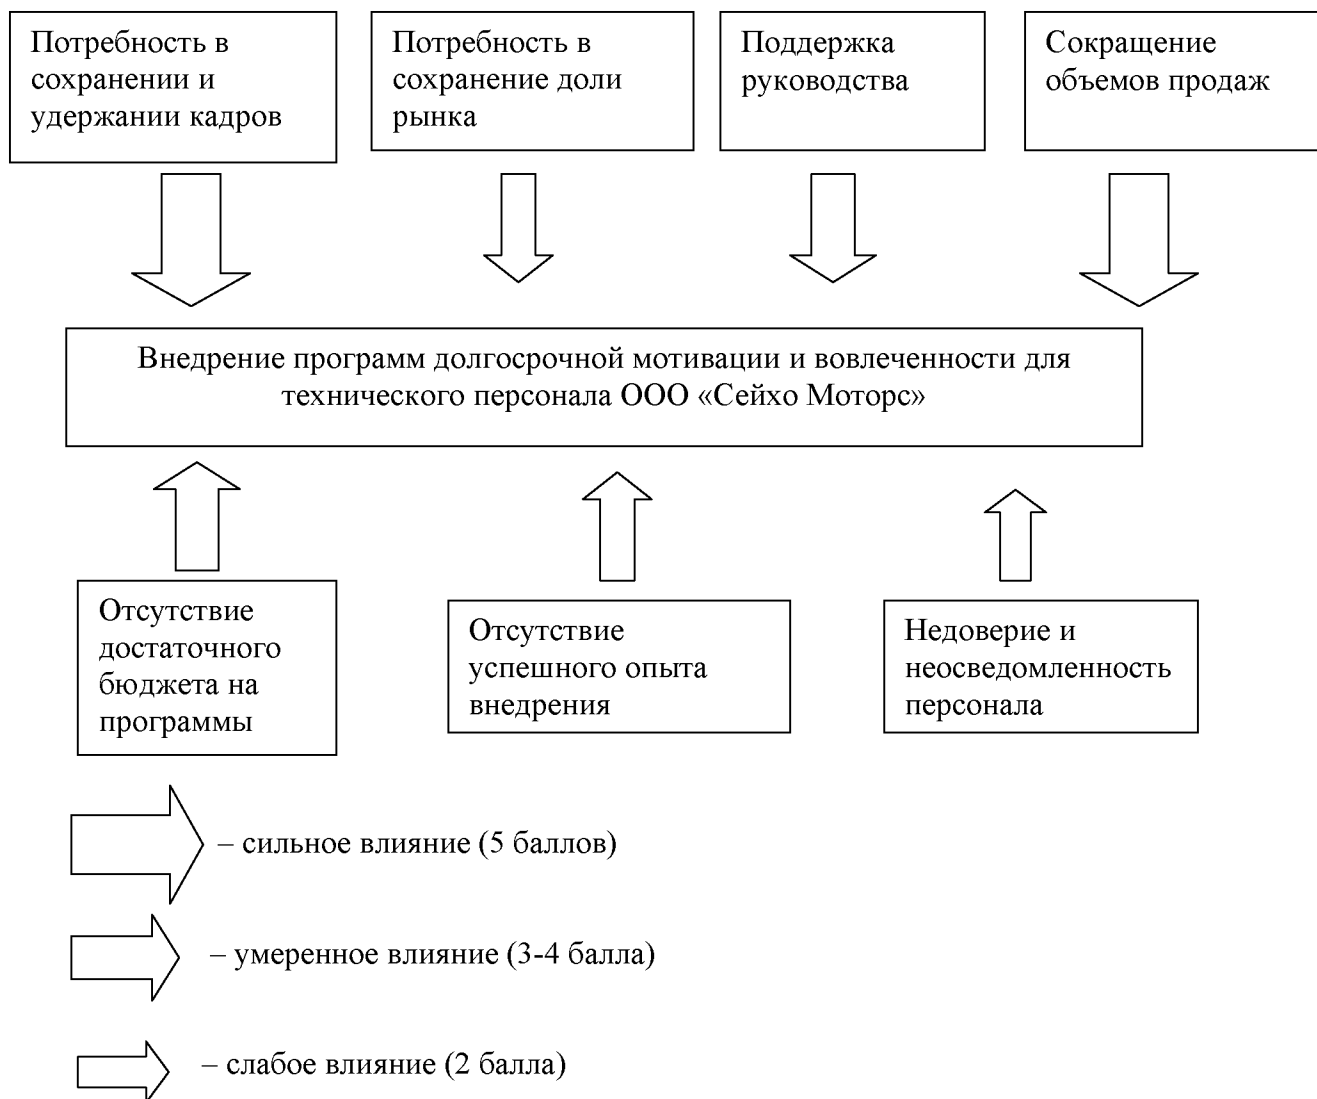 Потребность в
сохранении и
удержании кадров
Потребность в
сохранение доли
рынка
Поддержка
руководства
Сокращение
объемов продаж
Внедрение программ долгосрочной мотивации и вовлеченности для
технического персонала ООО «Сейхо Моторс»
Отсутствие
достаточного
бюджета на
программы
Отсутствие
успешного опыта
внедрения
Недоверие и
неосведомленность
персонала
– сильное влияние (5 баллов)
– умеренное влияние (3-4 балла)
– слабое влияние (2 балла)